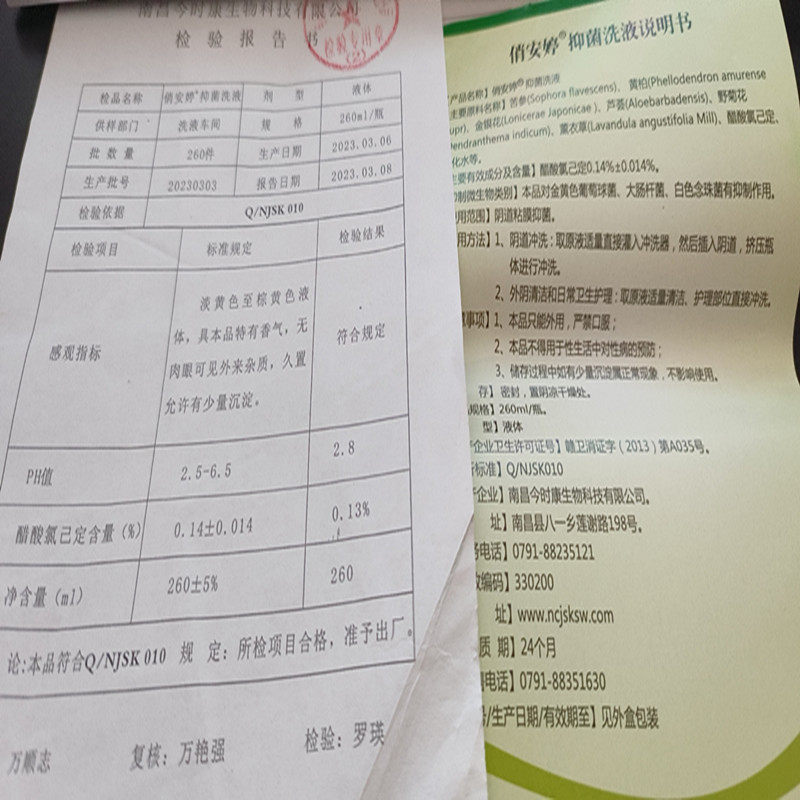 南昌今时康生物科技有限公司
检验报告书
检验专用章
(2)
检品名称 俏安婷®抑菌洗液 剂 型 液体
供样部门 洗液车间 规 格 260ml/瓶
批数量 260件 生产日期 2023.03.06
生产批号 20230303 报告日期 2023.03.08
检验依据 Q/NJSK 010
检验项目 标准规定 检验结果
感观指标 淡黄色至棕黄色液体，具本品特有香气，无肉眼可见外来杂质，久置允许有少量沉淀。 符合规定
PH值 2.5-6.5 2.8
醋酸氯己定含量（%） 0.14±0.014 0.13%
净含量（ml） 260±5% 260
论:本品符合Q/NJSK 010 规 定：所检项目合格，准予出厂。
万顺志 复核：万艳强 检验：罗瑛
俏安婷®抑菌洗液说明书
产品名称】俏安婷®抑菌洗液
主要原料名称】苦参(Sophora flavescens)、黄柏(Phellodendron amurense
upr)、金银花(Lonicerae Japonicae )、芦荟(Aloebarbadensis)、野菊花
endranthema indicum)、薰衣草(Lavandula angustifolia Mill)、醋酸氯己定、
化水等。
主要有效成分及含量】醋酸氯己定0.14%±0.014%。
抑制微生物类别】本品对金黄色葡萄球菌、大肠杆菌、白色念珠菌有抑制作用。
用范围】阴道粘膜抑菌。
用方法】1、阴道冲洗：取原液适量直接灌入冲洗器，然后插入阴道，挤压瓶
体进行冲洗。
2、外阴清洁和日常卫生护理：取原液适量清洁、护理部位直接冲洗。
事项】1、本品只能外用，严禁口服；
2、本品不得用于性生活中对性病的预防；
3、储存过程中如有少量沉淀属正常现象，不影响使用。
存】密封，置阴凉干燥处。
规格】260ml/瓶。
型】液体
企业卫生许可证号】赣卫消证字（2013）第A035号。
标准】Q/NJSK010
企业】南昌今时康生物科技有限公司。
址】南昌县八一乡莲谢路198号。
电话】0791-88235121
编码】330200
址】www.ncjsksw.com
质 期】24个月
电话】0791-88351630
/生产日期/有效期至】见外盒包装